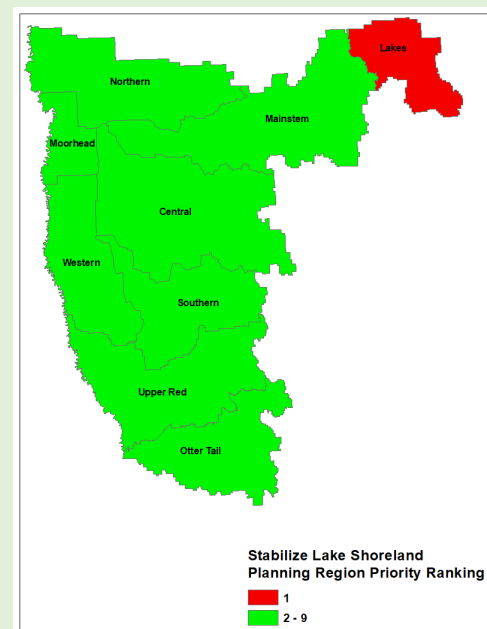 Lakes
Northern
Mainstem
Moorhead
Central
Western
Southern
Upper Red
Otter Tail
Stabilize Lake Shoreland
Planning Region Priority Ranking
1
2 - 9